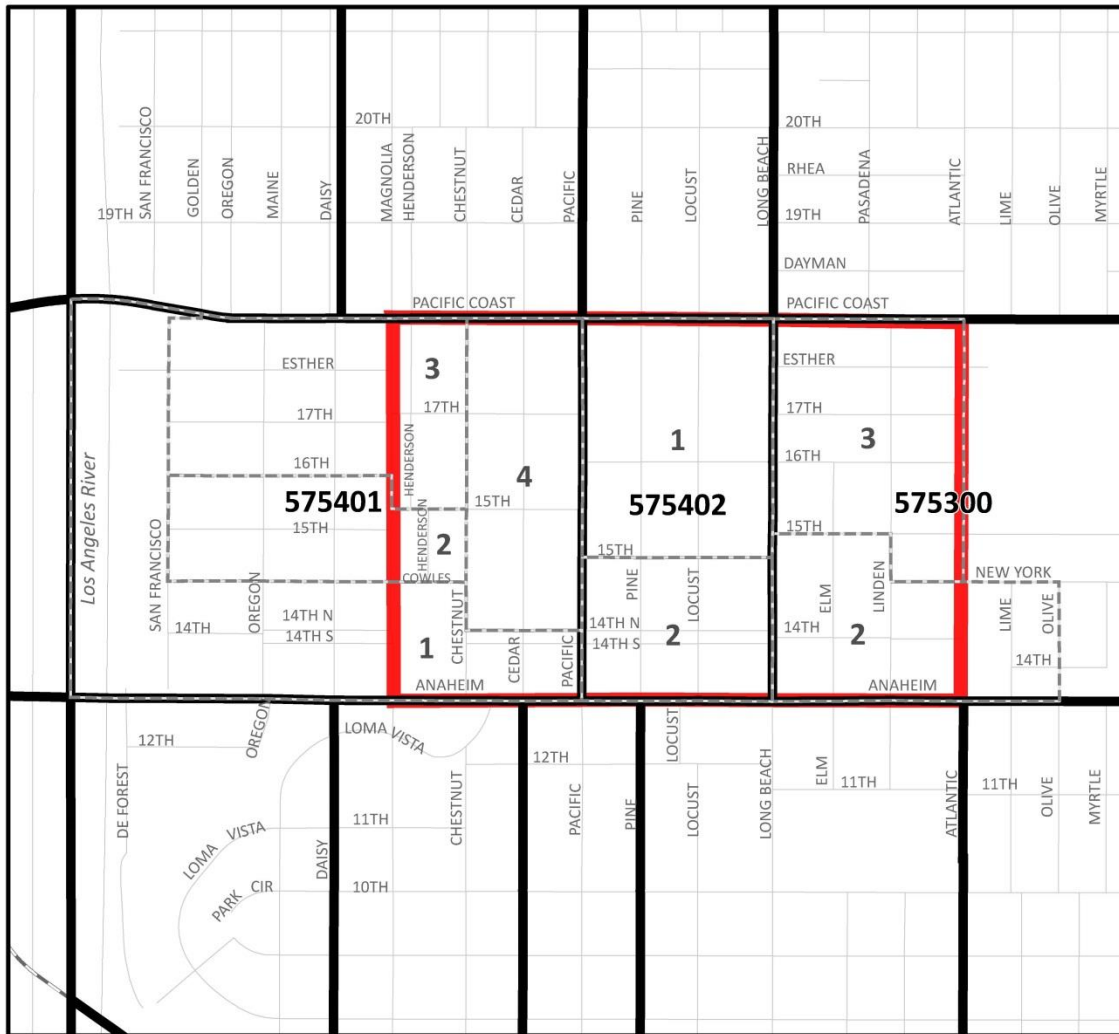 20TH
20TH
SAN FRANCISCO
GOLDEN
OREGON
MAINE
DAISY
MAGNOLIA
HENDERSON
CHESTNUT
CEDAR
PACIFIC
PINE
LOCUST
LONG BEACH
RHEA
PASADENA
ATLANTIC
LIME
OLIVE
MYRTLE
19TH
19TH
DAYMAN
PACIFIC COAST
PACIFIC COAST
ESTHER
3
ESTHER
17TH
17TH
17TH
1
3
16TH
HENDERSON
4
16TH
575401
15TH
575402
575300
15TH
HENDERSON
2
15TH
15TH
Los Angeles River
SAN FRANCISCO
OREGON
COWLES
CHESTNUT
PINE
LOCUST
ELM
LINDEN
NEW YORK
LIME
OLIVE
14TH
14TH N
14TH S
1
CEDAR
PACIFIC
14TH N
14TH S
2
14TH
2
14TH
ANAHEIM
ANAHEIM
12TH
OREGON
LOMA VISTA
12TH
LOCUST
DE FOREST
DAISY
CHESTNUT
PACIFIC
PINE
LOCUST
LONG BEACH
ELM
11TH
ATLANTIC
11TH
OLIVE
MYRTLE
LOMA VISTA
11TH
PARK CIR
10TH